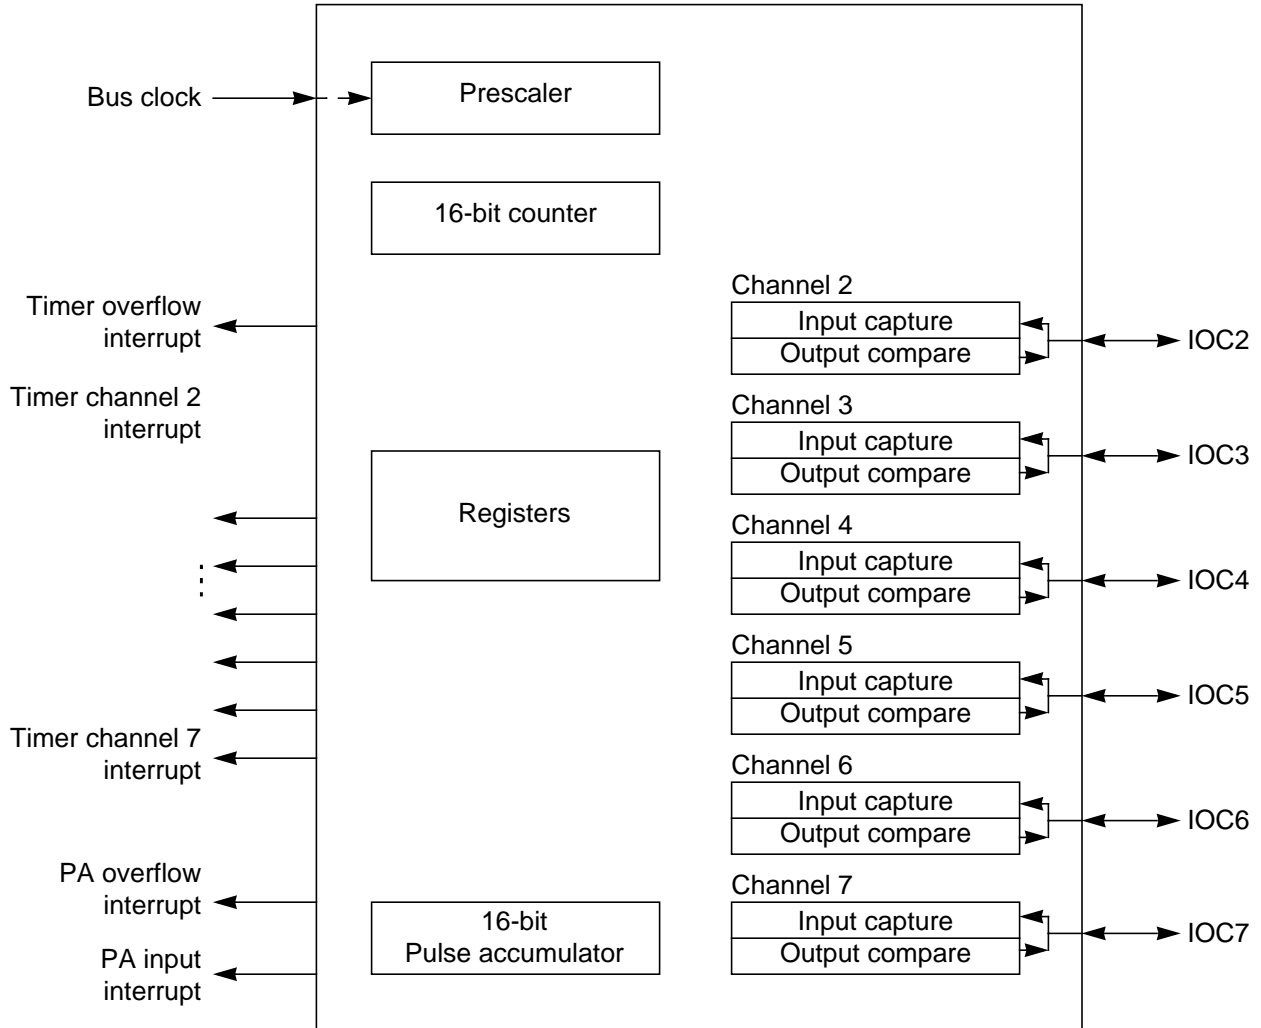 Bus clock
Prescaler
16-bit counter
Timer overflow
interrupt
Timer channel 2
interrupt
Registers
Timer channel 7
interrupt
PA overflow
interrupt
PA input
interrupt
16-bit
Pulse accumulator
Channel 2
Input capture
Output compare
IOC2
Channel 3
Input capture
Output compare
IOC3
Channel 4
Input capture
Output compare
IOC4
Channel 5
Input capture
Output compare
IOC5
Channel 6
Input capture
Output compare
IOC6
Channel 7
Input capture
Output compare
IOC7